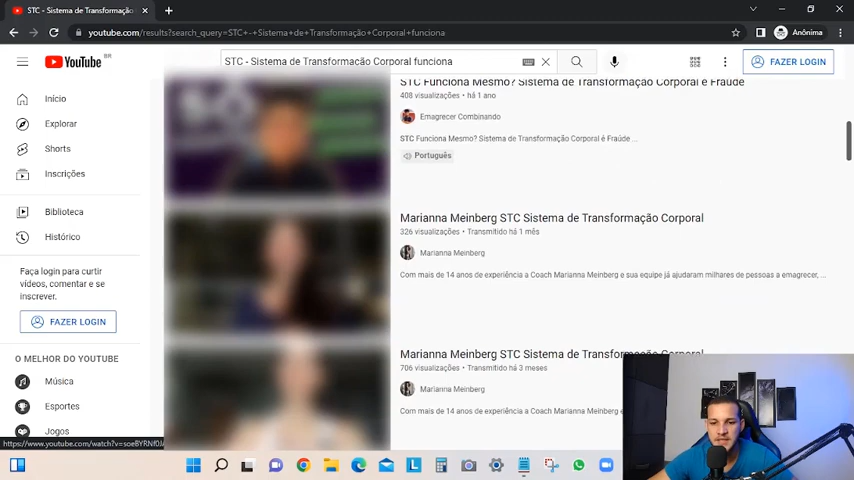 STC - Sistema de Transformação
youtube.com/results?search_query=STC+-+Sistema+de+Transformação+Corporal+funciona
Anônima
YouTube BR
STC - Sistema de Transformação Corporal funciona
FAZER LOGIN
Início
Explorar
Shorts
Inscrições
Biblioteca
Histórico
Faça login para curtir
vídeos, comentar e se
inscrever.
FAZER LOGIN
O MELHOR DO YOUTUBE
Música
Esportes
Jogos
STC Funciona Mesmo? Sistema de Transformação Corporal é Fraude
408 visualizações • há 1 ano
Emagrecer Combinando
STC Funciona Mesmo? Sistema de Transformação Corporal é Fraude ...
Português
Marianna Meinberg STC Sistema de Transformação Corporal
326 visualizações • Transmitido há 1 mês
Marianna Meinberg
Com mais de 14 anos de experiência a Coach Marianna Meinberg e sua equipe já ajudaram milhares de pessoas a emagrecer, ...
Marianna Meinberg STC Sistema de Transformação Corporal
706 visualizações • Transmitido há 3 meses
Marianna Meinberg
Com mais de 14 anos de experiência a Coach Marianna Meinberg e